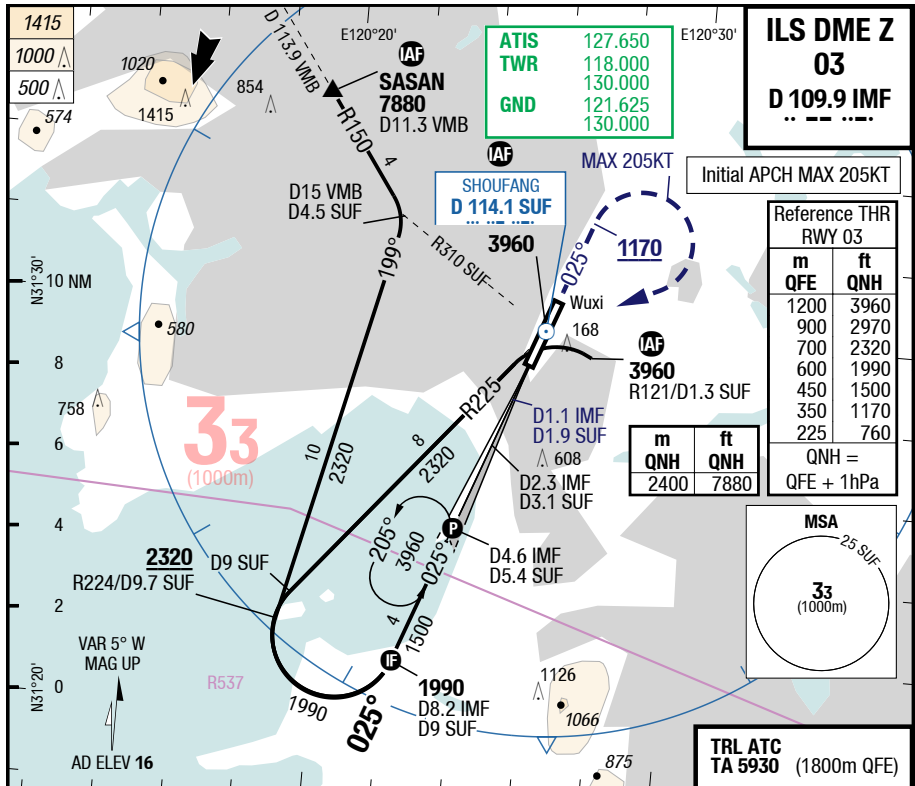 1415
1000
500
1020
1415
574
854
D 113.9 VMB
E120°20'
IAF
SASAN
7880
D11.3 VMB
R150
4
ATIS 127.650
TWR 118.000
130.000
GND 121.625
130.000
E120°30'
ILS DME Z
03
D 109.9 IMF
IAF
SHOUFANG
D 114.1 SUF
3960
MAX 205KT
Initial APCH MAX 205KT
D15 VMB
D4.5 SUF
199°
R310 SUF
025°
1170
Reference THR
RWY 03
m ft
QFE QNH
1200 3960
900 2970
700 2320
600 1990
450 1500
350 1170
225 760
QNH =
QFE + 1hPa
N31°30'
10 NM
8
6
4
2
0
N31°20'
580
758
Wuxi
168
IAF
3960
R121/D1.3 SUF
R225
8
2320
10
2320
33
(1000m)
D1.1 IMF
D1.9 SUF
608
D2.3 IMF
D3.1 SUF
m ft
QNH QNH
2400 7880
205°
3960
025°
P
D4.6 IMF
D5.4 SUF
2320
R224/D9.7 SUF
D9 SUF
4
1500
MSA
25 SUF
33
(1000m)
VAR 5° W
MAG UP
R537
AD ELEV 16
1990
025°
IF
1990
D8.2 IMF
D9 SUF
1126
1066
875
TRL ATC
TA 5930 (1800m QFE)